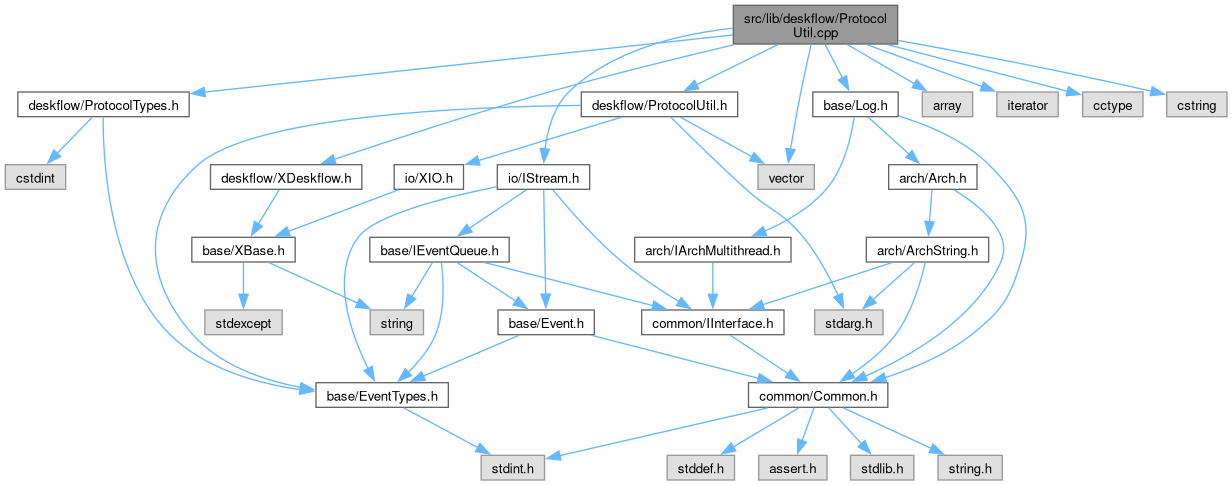 src/lib/deskflow/Protocol
Util.cpp
deskflow/ProtocolTypes.h
deskflow/ProtocolUtil.h
base/Log.h
array
iterator
cctype
cstring
cstdint
deskflow/XDeskflow.h
io/XIO.h
io/IStream.h
vector
arch/Arch.h
base/XBase.h
base/IEventQueue.h
arch/IArchMultithread.h
arch/ArchString.h
stdexcept
string
base/Event.h
common/IInterface.h
stdarg.h
base/EventTypes.h
common/Common.h
stdint.h
stddef.h
assert.h
stdlib.h
string.h